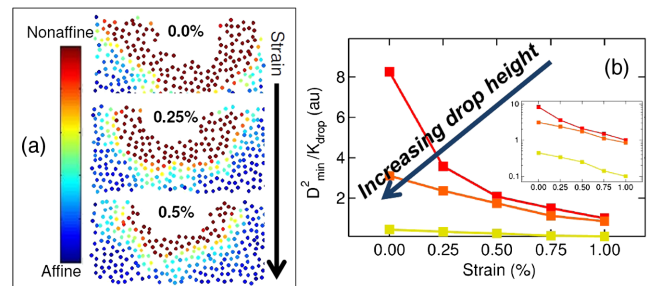 Nonaffine
Affine
(a)
0.0%
0.25%
0.5%
Strain
(b)
Increasing drop height
D²min/Kdrop (au)
8
6
4
2
0.00 0.25 0.50 0.75 1.00
Strain (%)
10
1
0.1
0.00 0.25 0.50 0.75 1.00